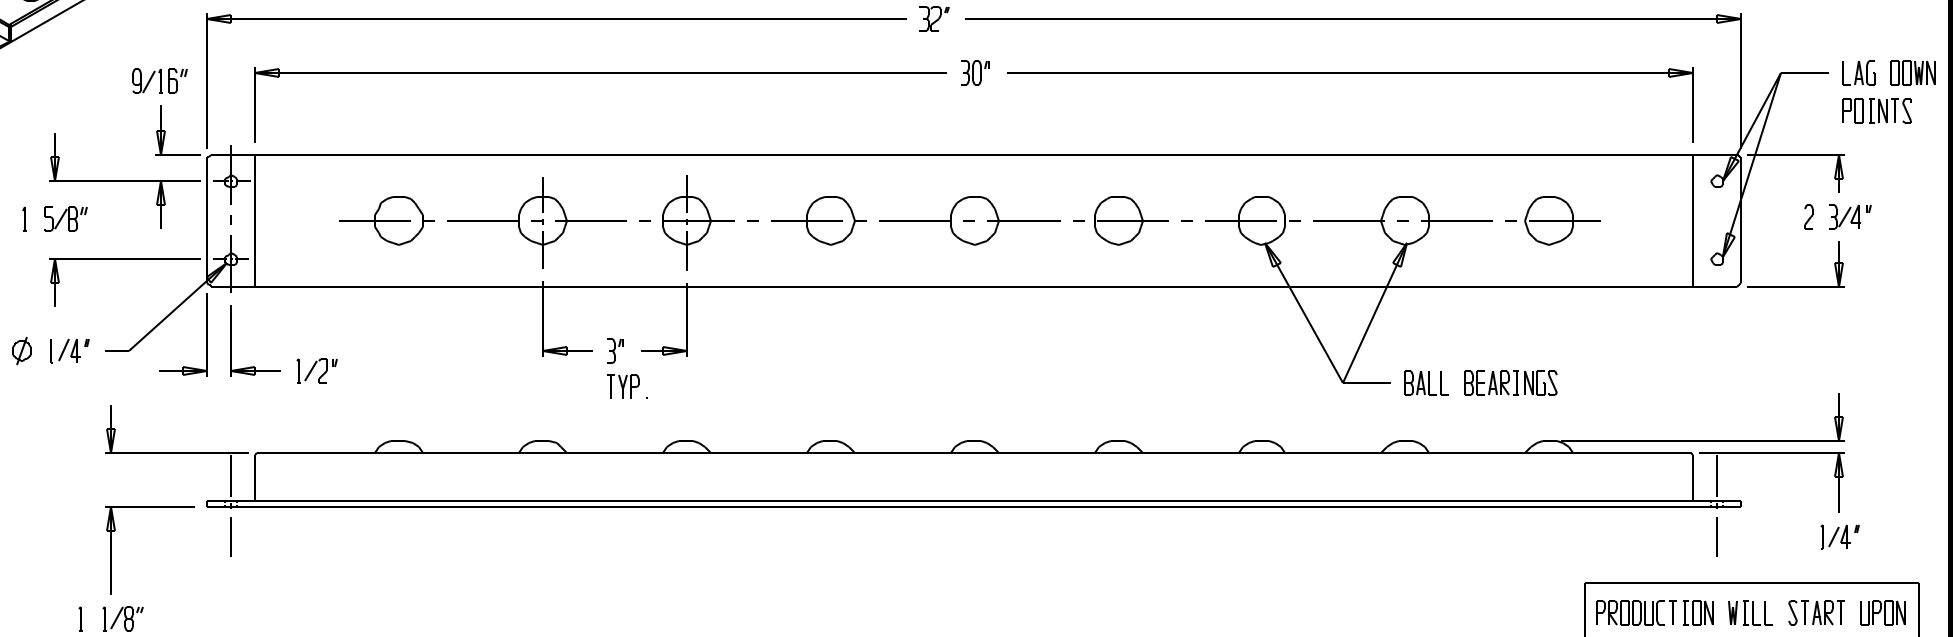 32"
30"
9/16"
LAG DOWN
POINTS
1 5/8"
2 3/4"
Ø 1/4"
1/2"
3"
TYP.
BALL BEARINGS
1/4"
1 1/8"
PRODUCTION WILL START UPON